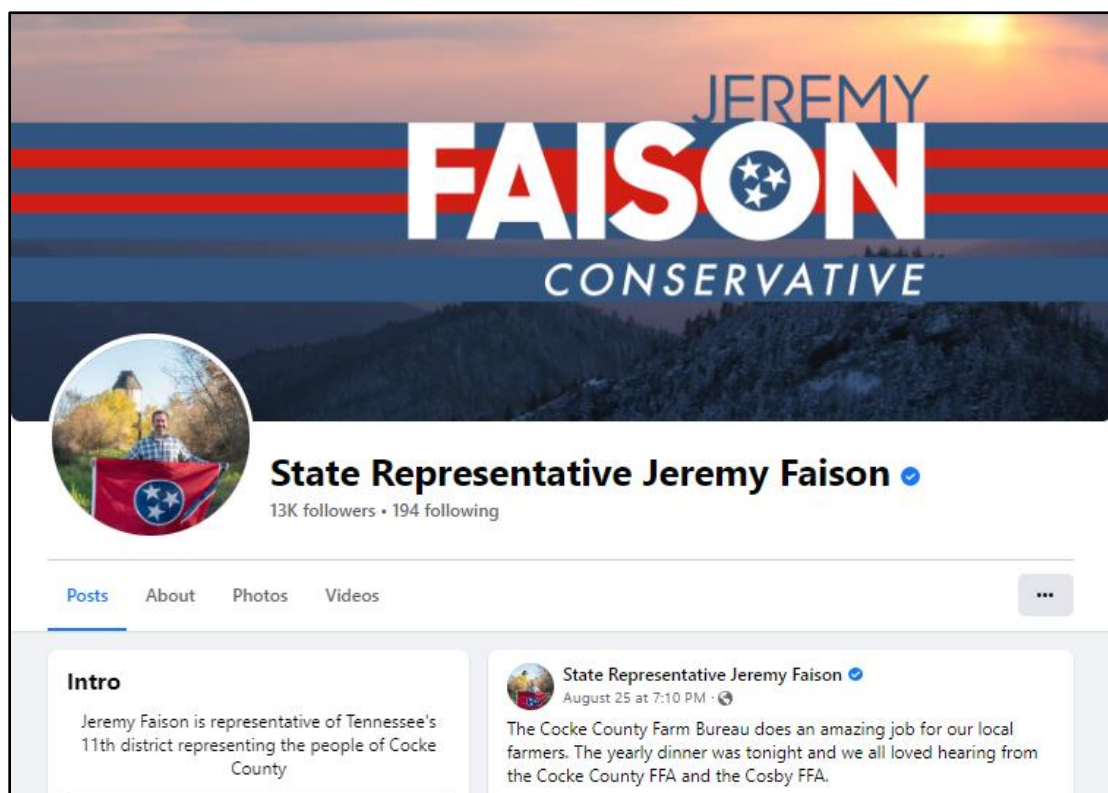 JEREMY
FAISON
CONSERVATIVE
State Representative Jeremy Faison
13K followers • 194 following
Posts About Photos Videos
Intro
Jeremy Faison is representative of Tennessee's
11th district representing the people of Cocke
County
State Representative Jeremy Faison
August 25 at 7:10 PM ·
The Cocke County Farm Bureau does an amazing job for our local
farmers. The yearly dinner was tonight and we all loved hearing from
the Cocke County FFA and the Cosby FFA.